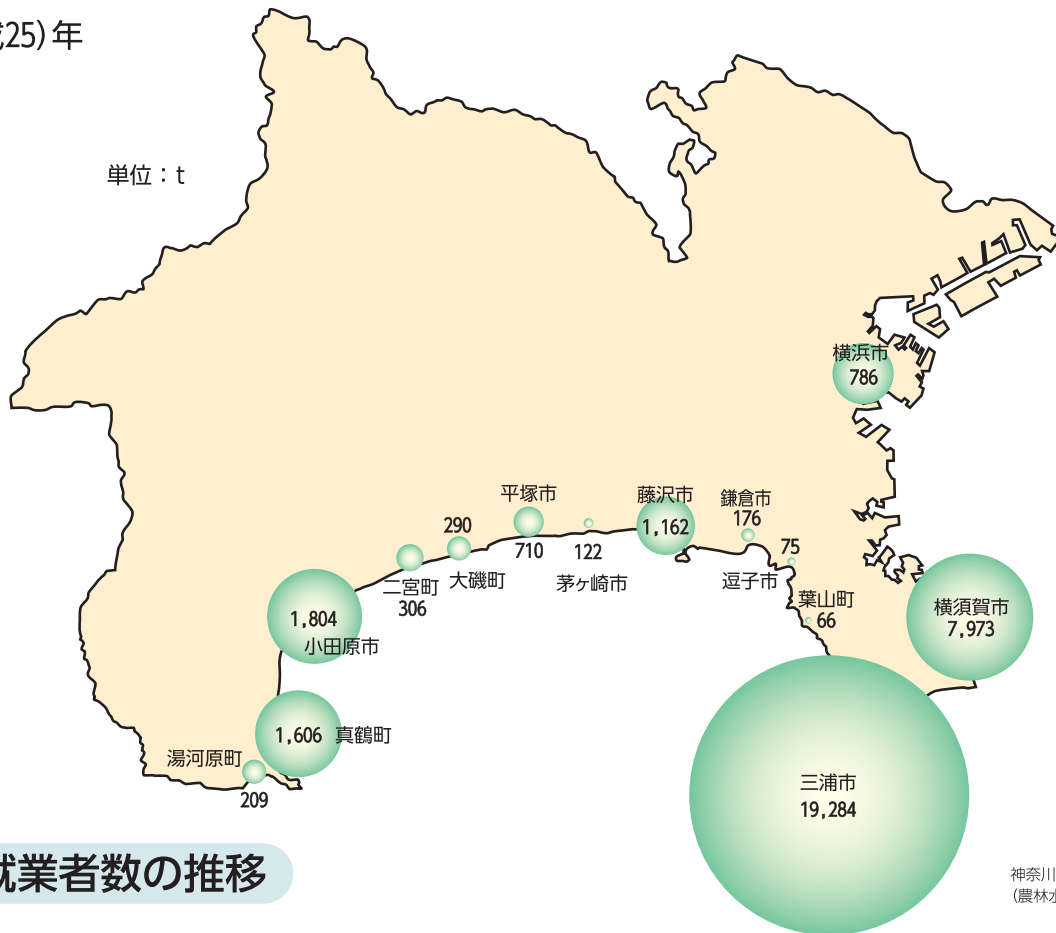 25)年
単位：t
横浜市
786
平塚市
710
藤沢市
1,162
鎌倉市
176
290
大磯町
122
茅ヶ崎市
75
逗子市
二宮町
306
葉山町
66
横須賀市
7,973
1,804
小田原市
1,606
真鶴町
湯河原町
209
三浦市
19,284
就業者数の推移
神奈川
(農林水